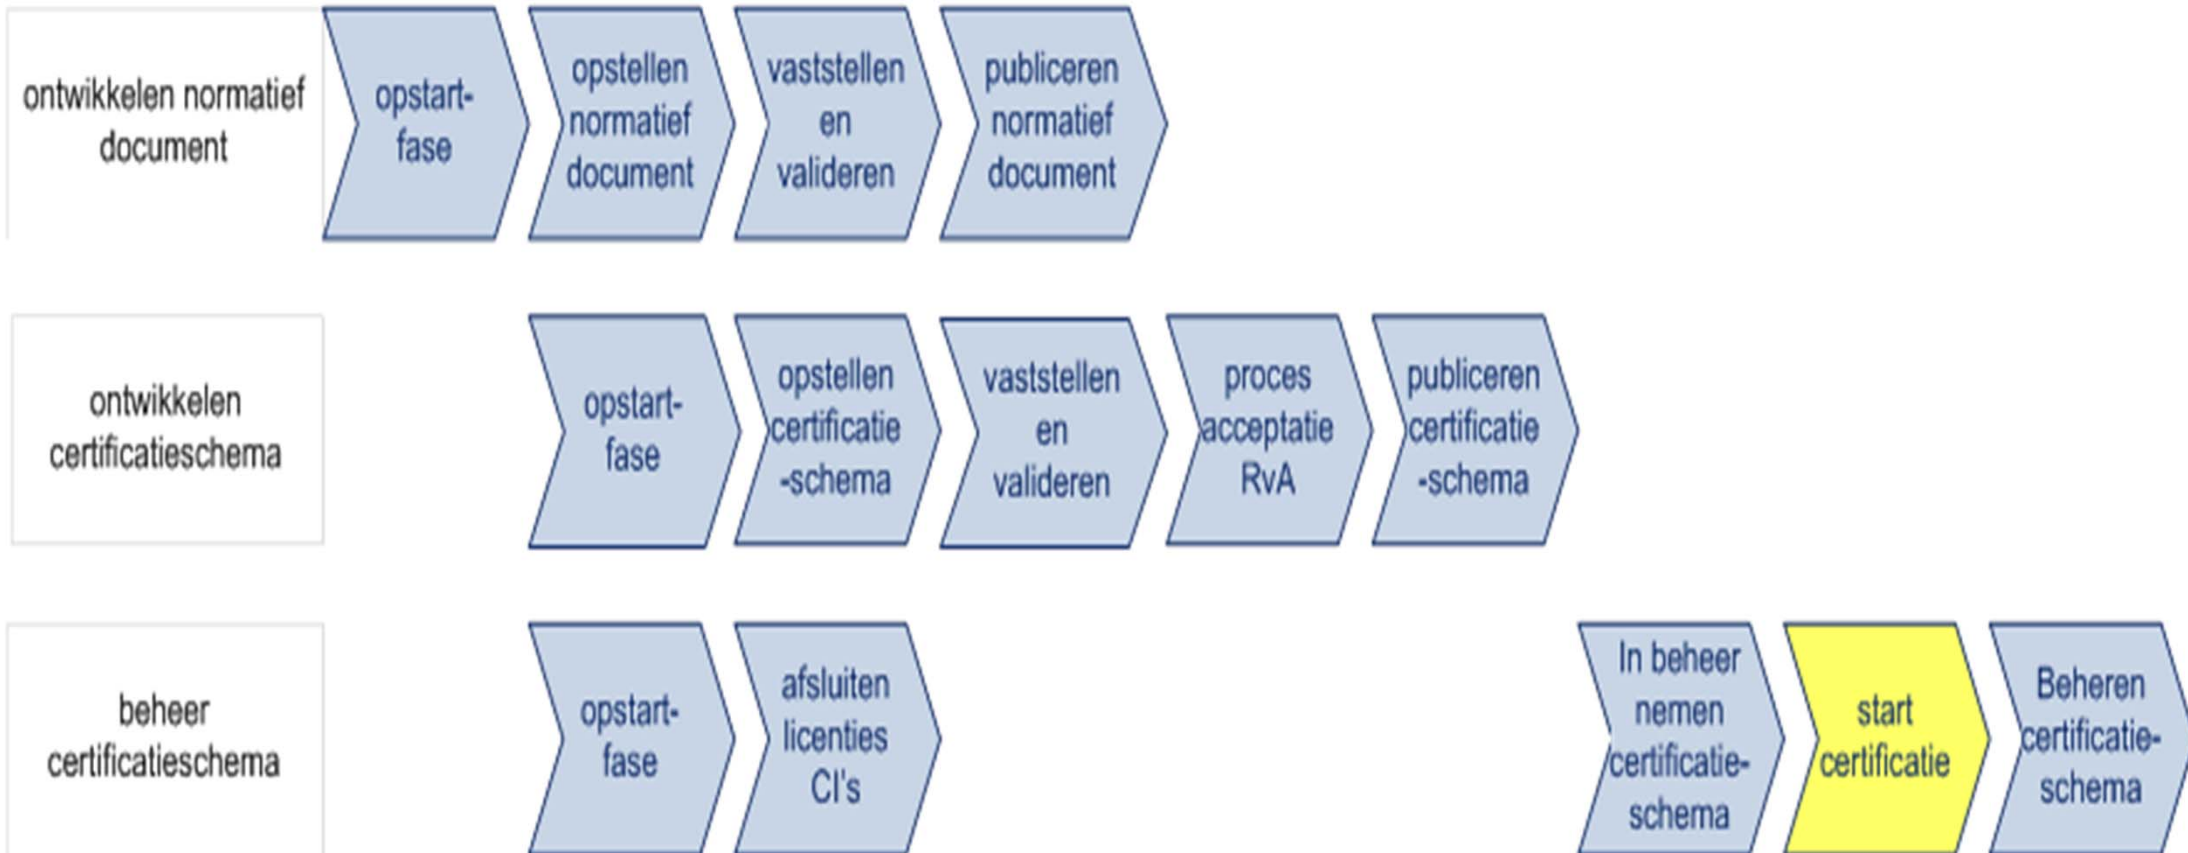 ontwikkelen normatief
document
opstart-
fase
opstellen
normatief
document
vaststellen
en
valideren
publiceren
normatief
document
ontwikkelen
certificatieschema
opstart-
fase
opstellen
certificatie
-schema
vaststellen
en
valideren
proces
acceptatie
RvA
publiceren
certificatie
-schema
beheer
certificatieschema
opstart-
fase
afsluiten
licenties
CI's
In beheer
nemen
certificatie-
schema
start
certificatie
Beheren
certificatie-
schema